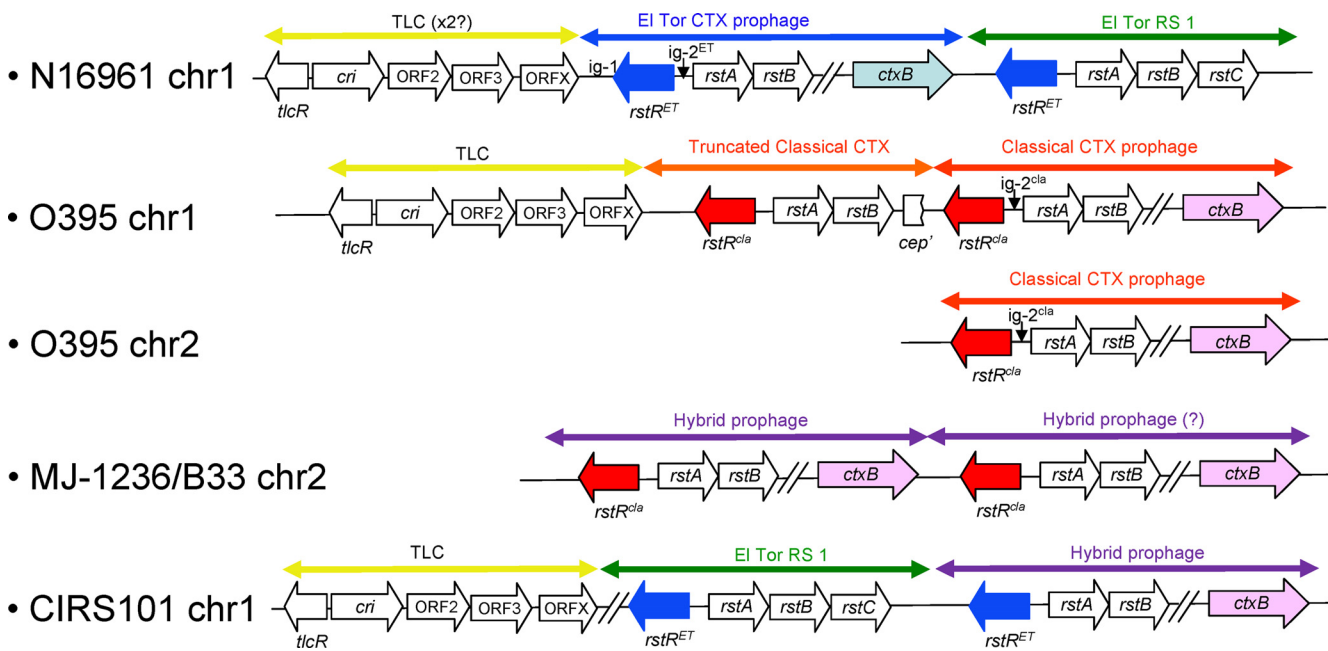 TLC (x2?) El Tor CTX prophage El Tor RS 1
• N16961 chr1 cri ORF2 ORF3 ORFX ig-1 ig-2ET rstA rstB ctxB rstA rstB rstC
tlcR rstRET rstRET
TLC Truncated Classical CTX Classical CTX prophage
• O395 chr1 cri ORF2 ORF3 ORFX rstA rstB ig-2cla rstA rstB ctxB
tlcR rstRcla cep' rstRcla
Classical CTX prophage
• O395 chr2 ig-2cla rstA rstB ctxB
rstRcla
Hybrid prophage Hybrid prophage (?)
• MJ-1236/B33 chr2 rstA rstB ctxB rstA rstB ctxB
rstRcla rstRcla
TLC El Tor RS 1 Hybrid prophage
• CIRS101 chr1 cri ORF2 ORF3 ORFX rstA rstB rstC rstA rstB ctxB
tlcR rstRET rstRET